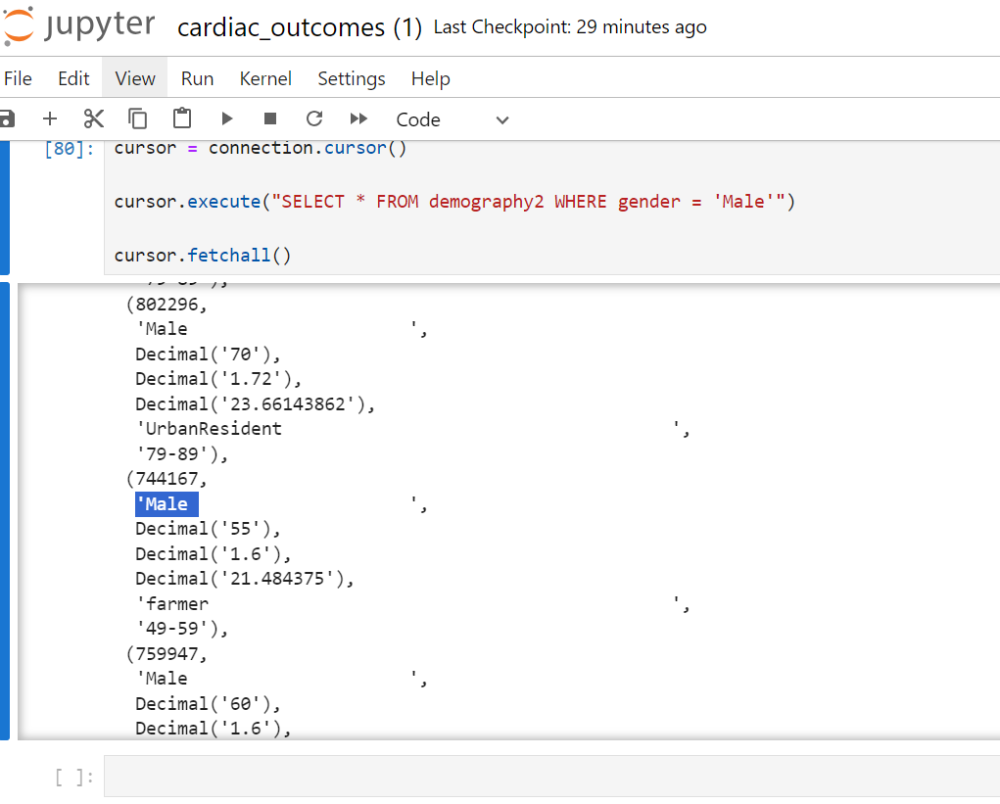 jupyter cardiac_outcomes (1) Last Checkpoint: 29 minutes ago
File Edit View Run Kernel Settings Help
Code
[80]: cursor = connection.cursor()
cursor.execute("SELECT * FROM demography2 WHERE gender = 'Male'")
cursor.fetchall()
'79-89'),
(802296,
'Male                     ',
Decimal('70'),
Decimal('1.72'),
Decimal('23.66143862'),
'UrbanResident                                     ',
'79-89'),
(744167,
'Male                     ',
Decimal('55'),
Decimal('1.6'),
Decimal('21.484375'),
'farmer                                            ',
'49-59'),
(759947,
'Male                     ',
Decimal('60'),
Decimal('1.6'),
[ ]: